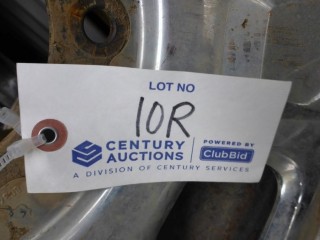 LOT NO
10R
CENTURY AUCTIONS
POWERED BY
ClubBid
A DIVISION OF CENTURY SERVICES